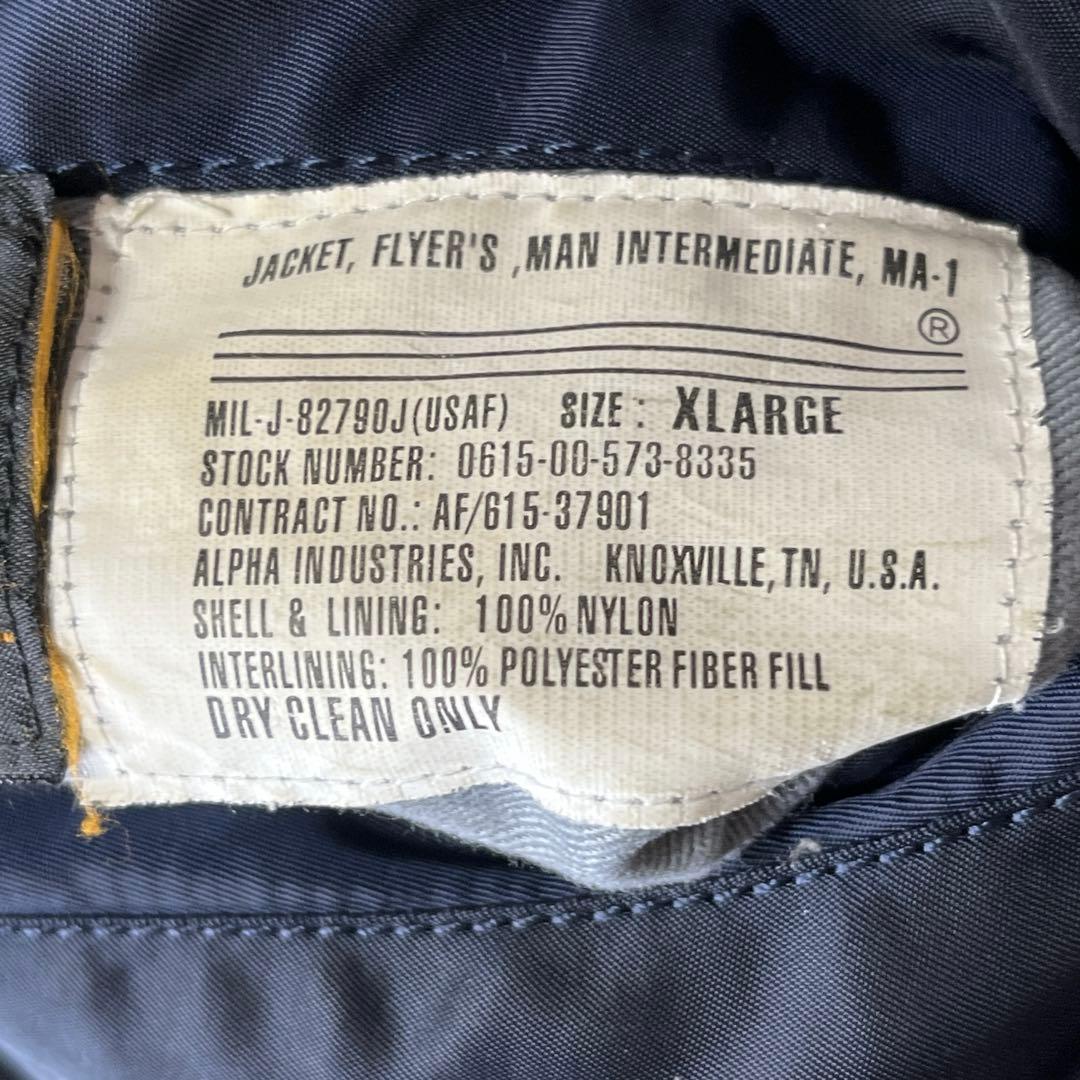 JACKET, FLYER'S ,MAN INTERMEDIATE, MA-1
®
MIL-J-82790J(USAF) SIZE: XLARGE
STOCK NUMBER: 0615-00-573-8335
CONTRACT NO.: AF/615-37901
ALPHA INDUSTRIES, INC. KNOXVILLE,TN, U.S.A.
SHELL & LINING: 100% NYLON
INTERLINING: 100% POLYESTER FIBER FILL
DRY CLEAN ONLY